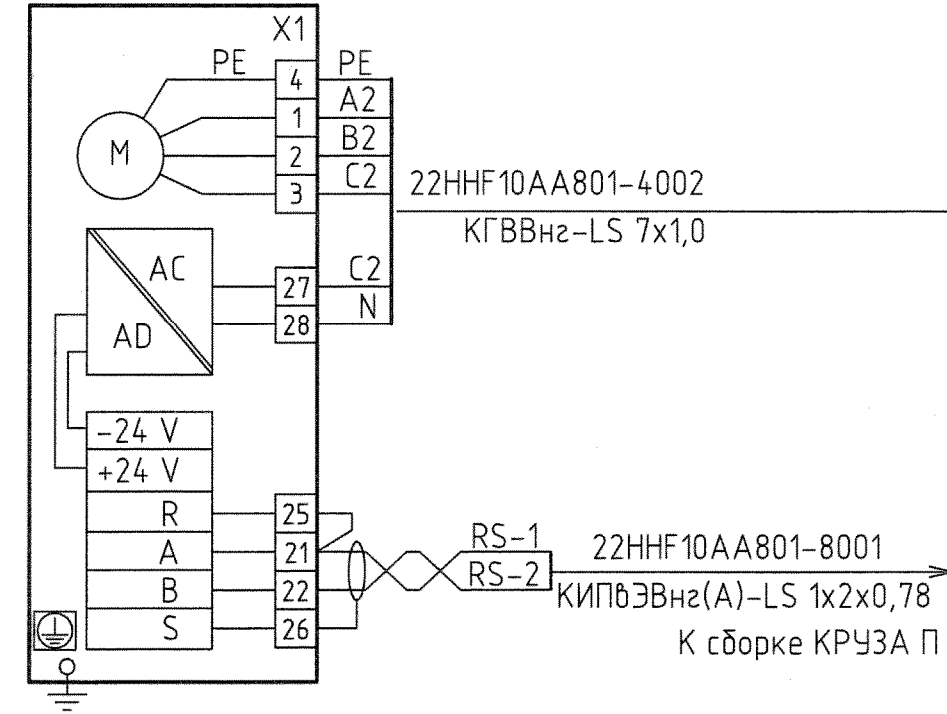 X1
PE 4 PE
1 A2
M 2 B2
3 C2
22HHF10AA801-4002
КГВВнг-LS 7x1,0
AC 27 C2
AD 28 N
-24 V
+24 V
R 25
A 21 RS-1
B 22 RS-2
S 26
22HHF10AA801-8001
КИПвЭВнг(А)-LS 1x2x0,78
К сборке КРУЗА П